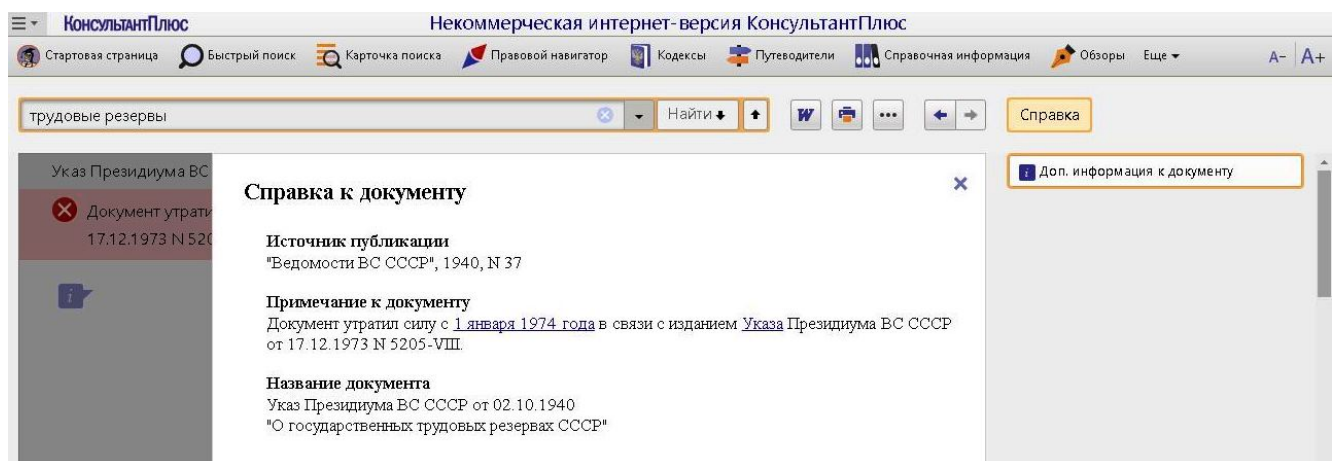 КонсультантПлюс
Некоммерческая интернет-версия КонсультантПлюс
Стартовая страница Быстрый поиск Карточка поиска Правовой навигатор Кодексы Путеводители Справочная информация Обзоры Еще A- A+
трудовые резервы Найти W Справка
Указ Президиума ВС
Документ утрати
17.12.1973 N 520
i
Справка к документу
Источник публикации
"Ведомости ВС СССР", 1940, N 37
Примечание к документу
Документ утратил силу с 1 января 1974 года в связи с изданием Указа Президиума ВС СССР
от 17.12.1973 N 5205-VIII.
Название документа
Указ Президиума ВС СССР от 02.10.1940
"О государственных трудовых резервах СССР"
i Доп. информация к документу